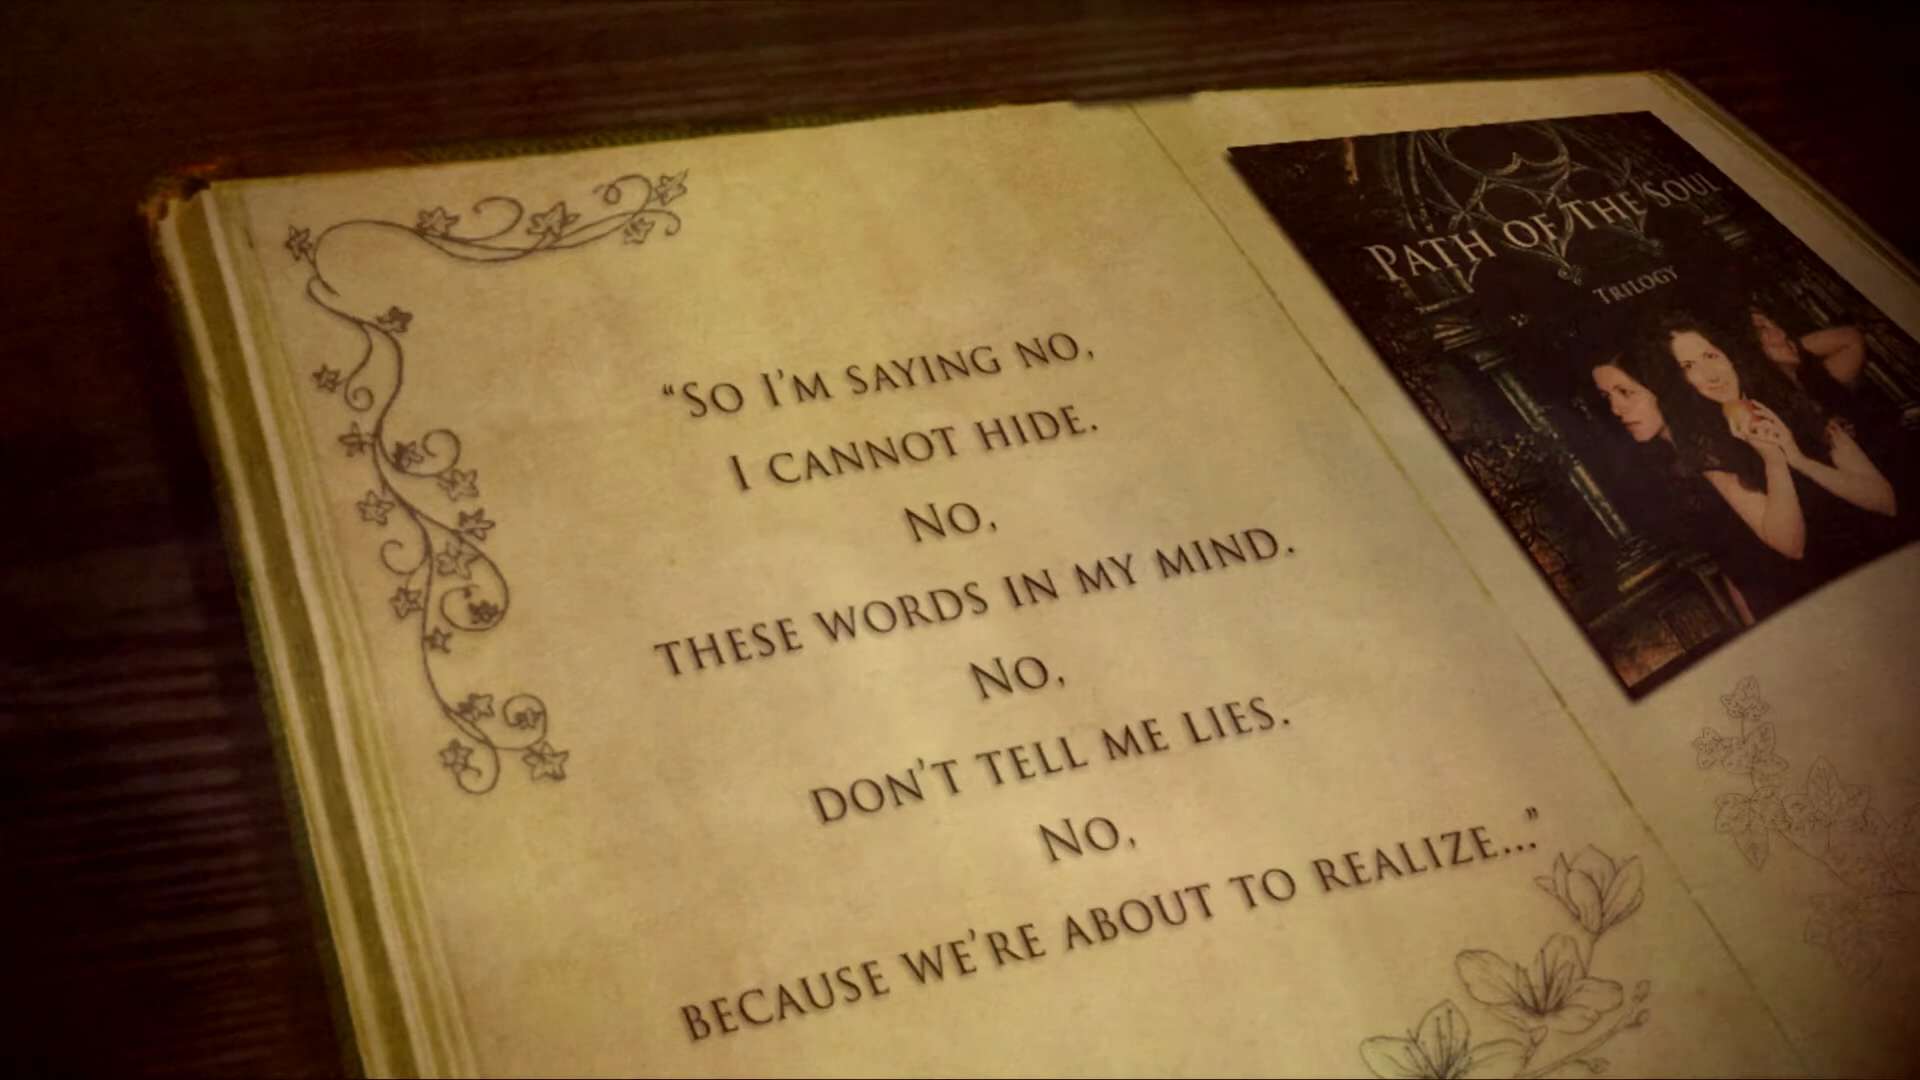 “So I’m saying no,
I cannot hide.
No,
these words in my mind.
No,
don’t tell me lies.
No,
because we’re about to realize...”
Path of The Soul
Trilogy